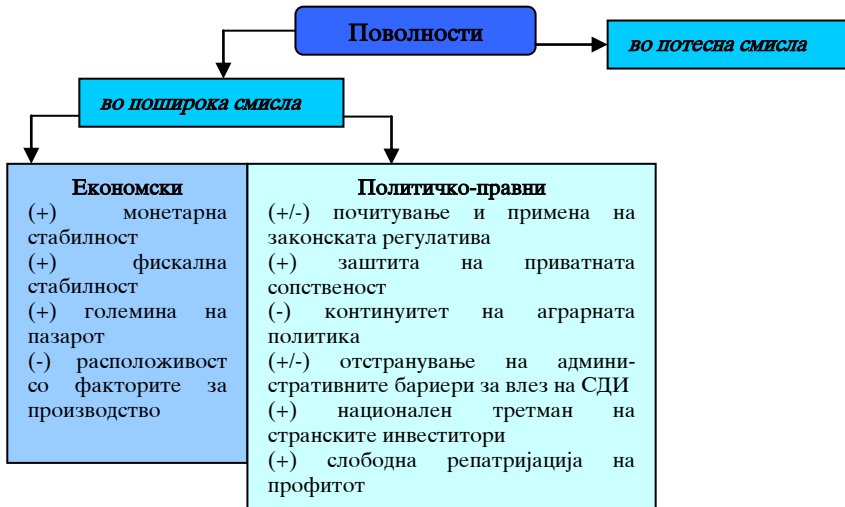 Поволности
во потесна смисла
во поширока смисла
Економски
(+) монетарна
стабилност
(+) фискална
стабилност
(+) големина на
пазарот
(-) расположивост
со факторите за
производство
Политичко-правни
(+/-) почитување и примена на
законската регулатива
(+) заштита на приватната
сопственост
(-) континуитет на аграрната
политика
(+/-) отстранување на админи-
стративните бариери за влез на СДИ
(+) национален третман на
странските инвеститори
(+) слободна репатријација на
профитот